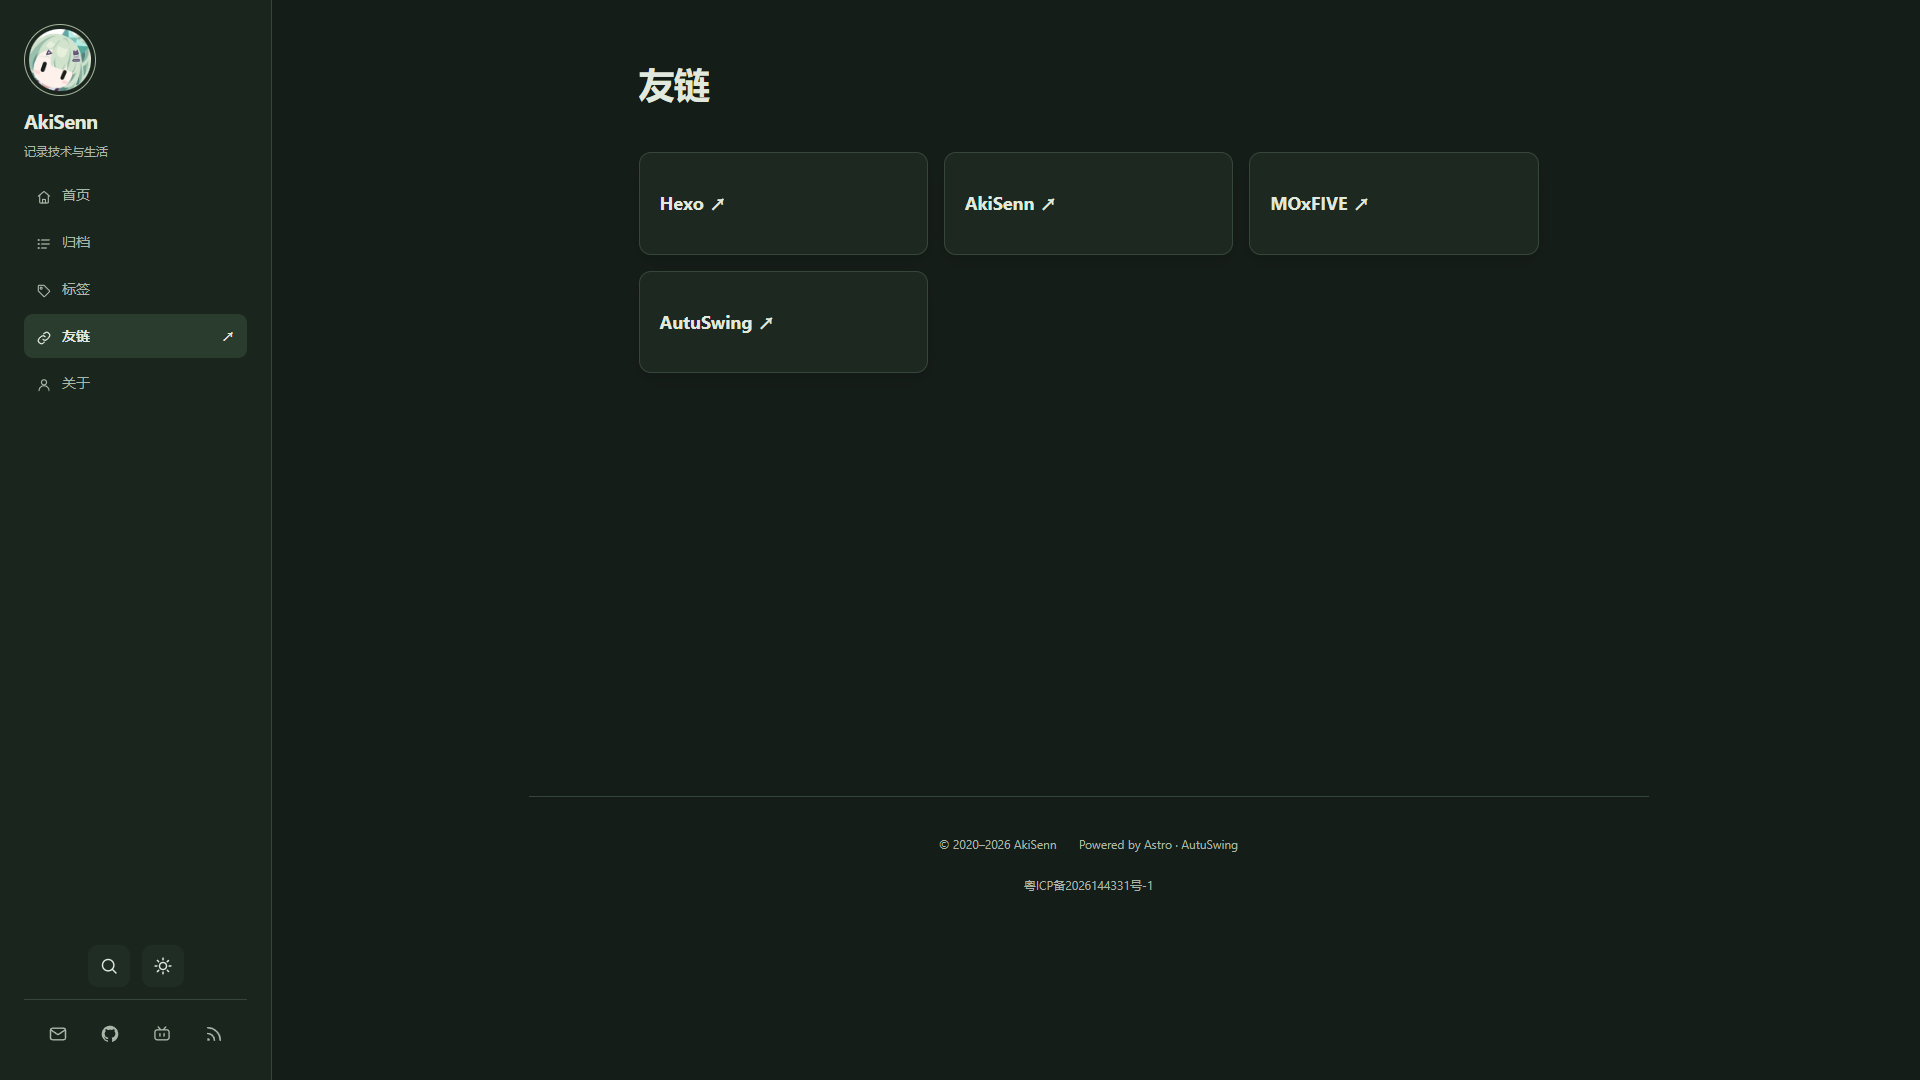 AkiSenn
记录技术与生活
首页
归档
标签
友链 ↗
关于
友链
Hexo ↗
AkiSenn ↗
MOxFIVE ↗
AutuSwing ↗
© 2020–2026 AkiSenn Powered by Astro · AutuSwing
粤ICP备2026144331号-1